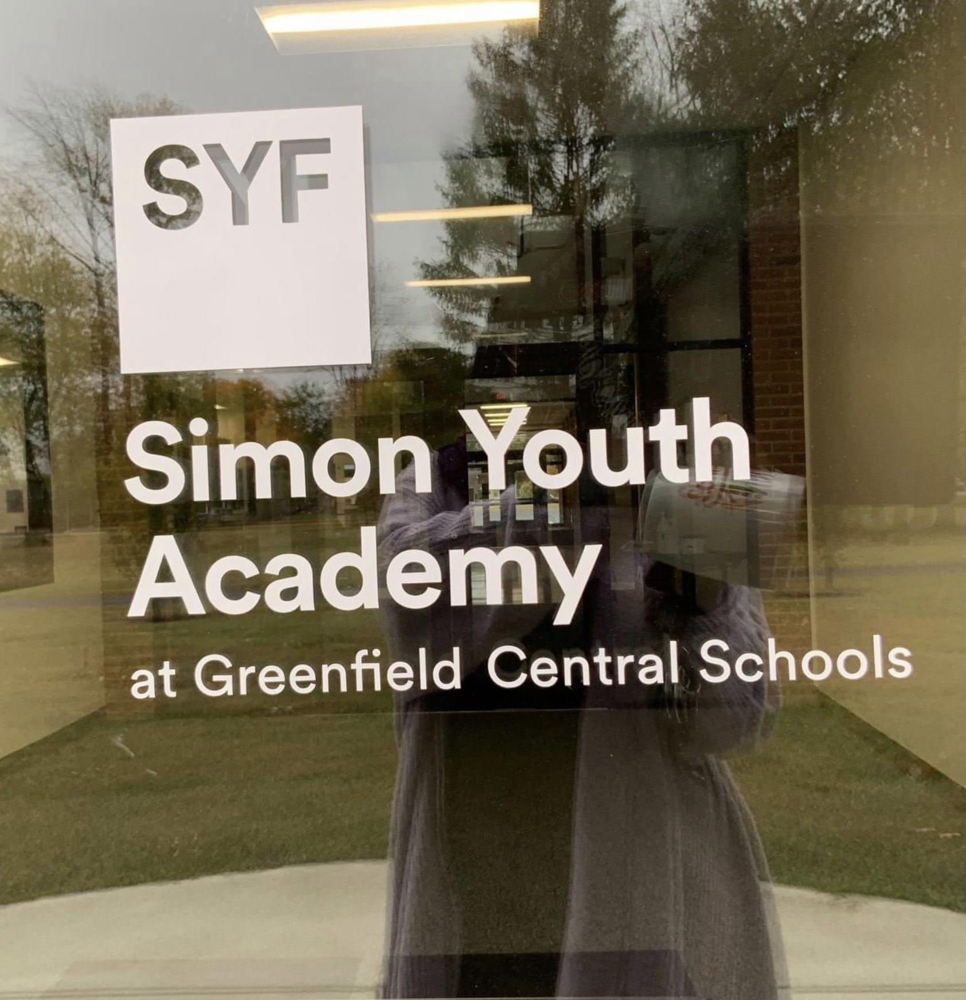 SYF
Simon Youth
Academy
at Greenfield Central Schools